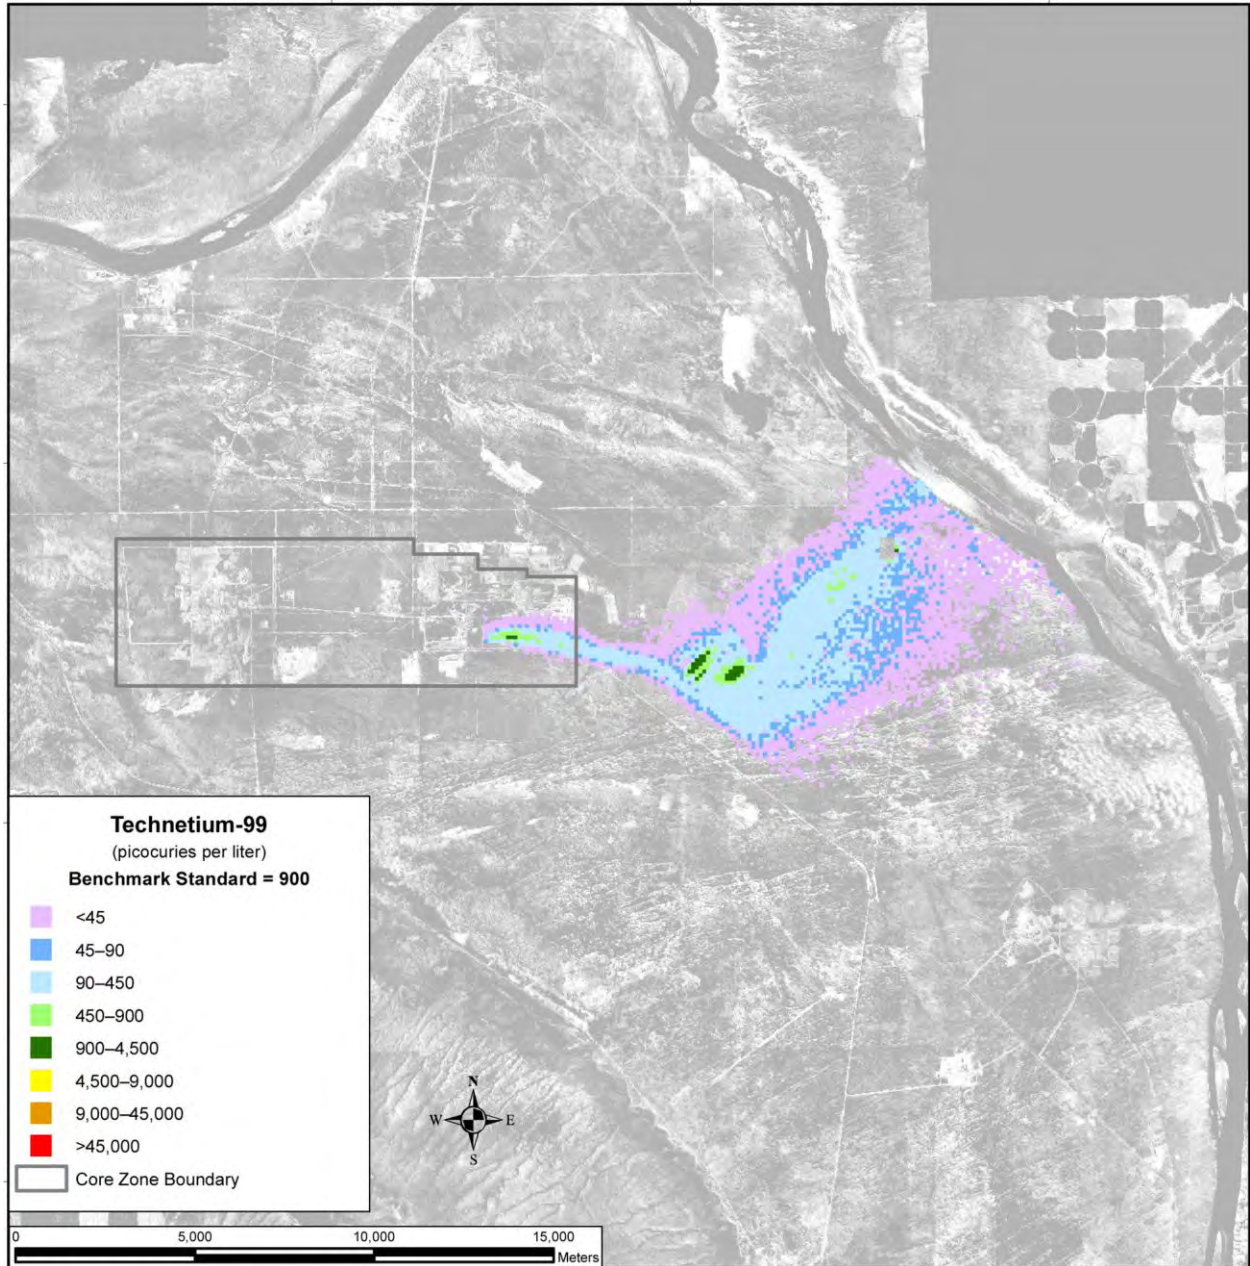 Technetium-99
(picocuries per liter)
Benchmark Standard = 900
<45
45–90
90–450
450–900
900–4,500
4,500–9,000
9,000–45,000
>45,000
Core Zone Boundary
N
W E
S
0 5,000 10,000 15,000
Meters